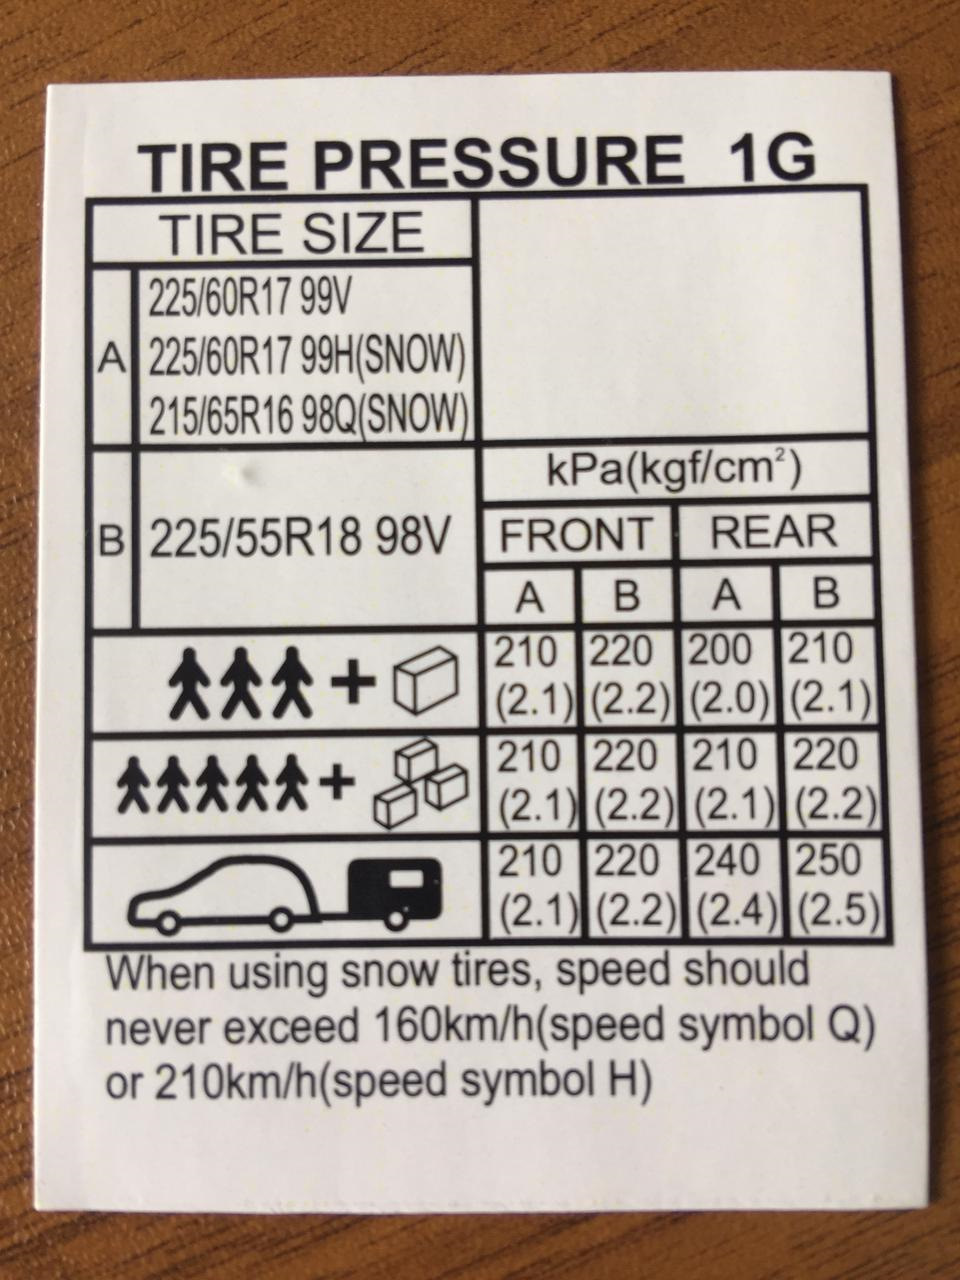 TIRE PRESSURE 1G
TIRE SIZE
A
225/60R17 99V
225/60R17 99H(SNOW)
215/65R16 98Q(SNOW)
B
225/55R18 98V
kPa(kgf/cm²)
FRONT REAR
A B A B
210 220 200 210
(2.1) (2.2) (2.0) (2.1)
+
210 220 210 220
(2.1) (2.2) (2.1) (2.2)
+
210 220 240 250
(2.1) (2.2) (2.4) (2.5)
When using snow tires, speed should
never exceed 160km/h(speed symbol Q)
or 210km/h(speed symbol H)